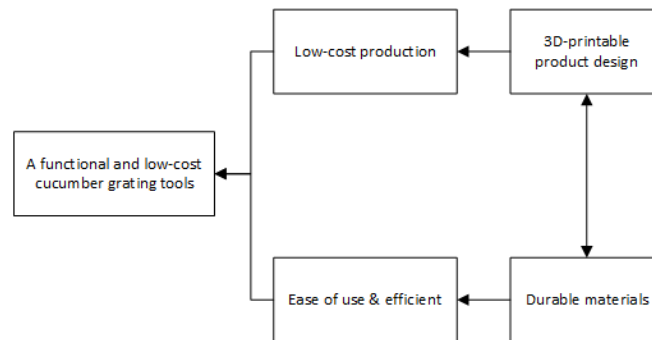 Low-cost production
3D-printable
product design
A functional and low-cost
cucumber grating tools
Ease of use & efficient
Durable materials